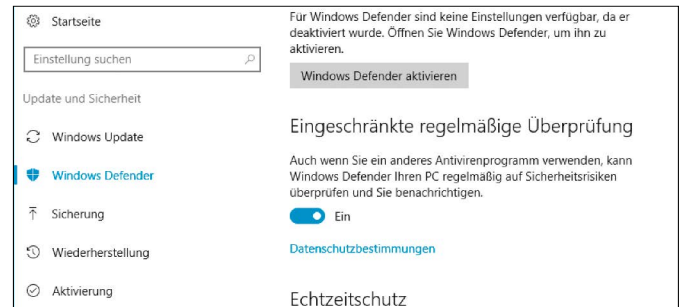 Startseite
Einstellung suchen
Update und Sicherheit
Windows Update
Windows Defender
Sicherung
Wiederherstellung
Aktivierung
Für Windows Defender sind keine Einstellungen verfügbar, da er
deaktiviert wurde. Öffnen Sie Windows Defender, um ihn zu
aktivieren.
Windows Defender aktivieren
Eingeschränkte regelmäßige Überprüfung
Auch wenn Sie ein anderes Antivirenprogramm verwenden, kann
Windows Defender Ihren PC regelmäßig auf Sicherheitsrisiken
überprüfen und Sie benachrichtigen.
Ein
Datenschutzbestimmungen
Echtzeitschutz